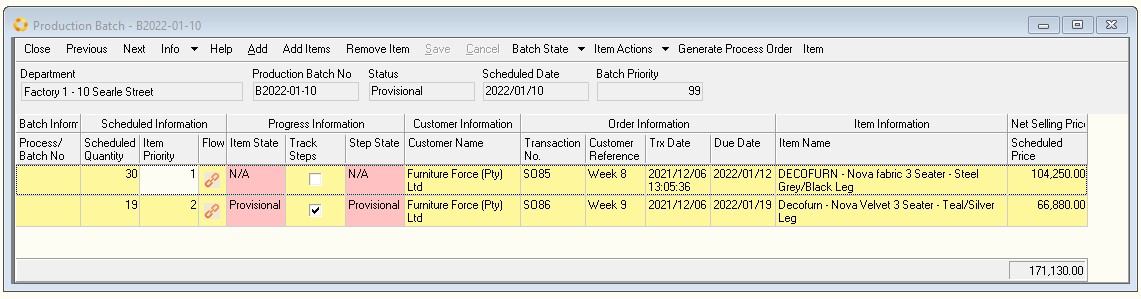 Production Batch - B2022-01-10
Close Previous Next Info Help Add Add Items Remove Item Save Cancel Batch State Item Actions Generate Process Order Item
Department Production Batch No Status Scheduled Date Batch Priority
Factory 1 - 10 Searle Street B2022-01-10 Provisional 2022/01/10 99
Batch Inform Scheduled Information Progress Information Customer Information Order Information Item Information Net Selling Price
Process/ Scheduled Item Flow Item State Track Step State Customer Name Transaction Customer Trx Date Due Date Item Name Scheduled
Batch No Quantity Priority Steps No. Reference Price
30 1 N/A N/A Furniture Force (Pty) SO85 Week 8 2021/12/06 2022/01/12 DECOFURN - Nova fabric 3 Seater - Steel 104,250.00
Ltd 13:05:36 Grey/Black Leg
19 2 Provisional Provisional Furniture Force (Pty) SO86 Week 9 2021/12/06 2022/01/19 Decofurn - Nova Velvet 3 Seater - Teal/Silver 66,880.00
Ltd Leg
171,130.00